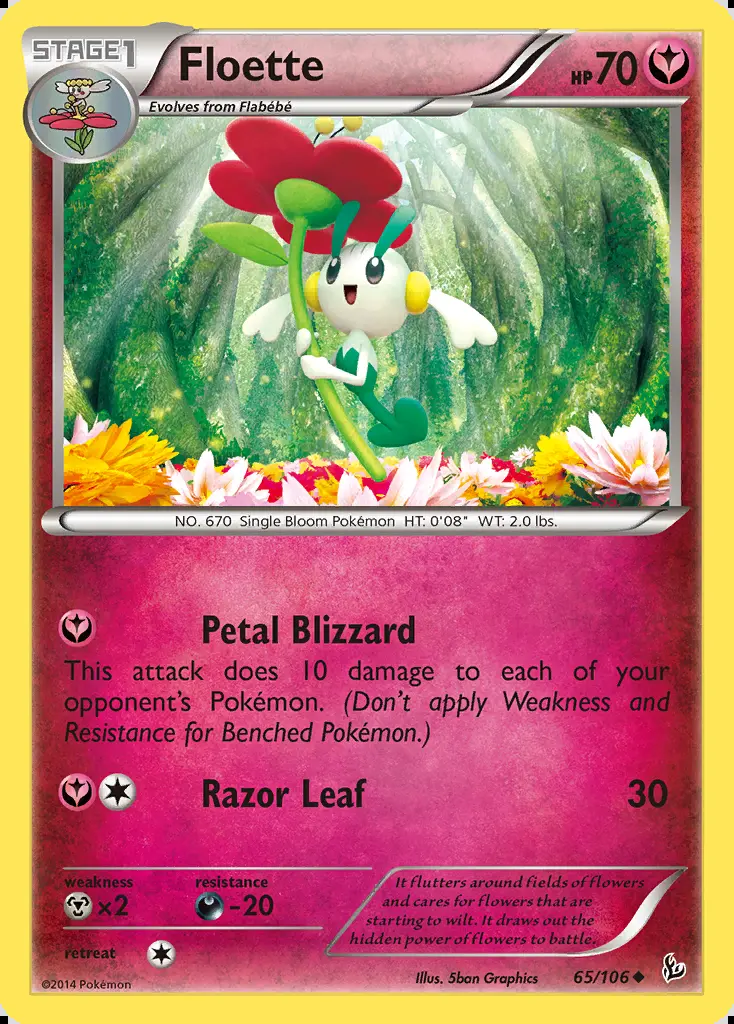 STAGE1
Floette
HP 70
Evolves from Flabébé
NO. 670 Single Bloom Pokémon HT: 0'08" WT: 2.0 lbs.
Petal Blizzard
This attack does 10 damage to each of your
opponent's Pokémon. (Don't apply Weakness and
Resistance for Benched Pokémon.)
Razor Leaf 30
weakness resistance
×2 -20
retreat
It flutters around fields of flowers
and cares for flowers that are
starting to wilt. It draws out the
hidden power of flowers to battle.
©2014 Pokémon Illus. 5ban Graphics 65/106